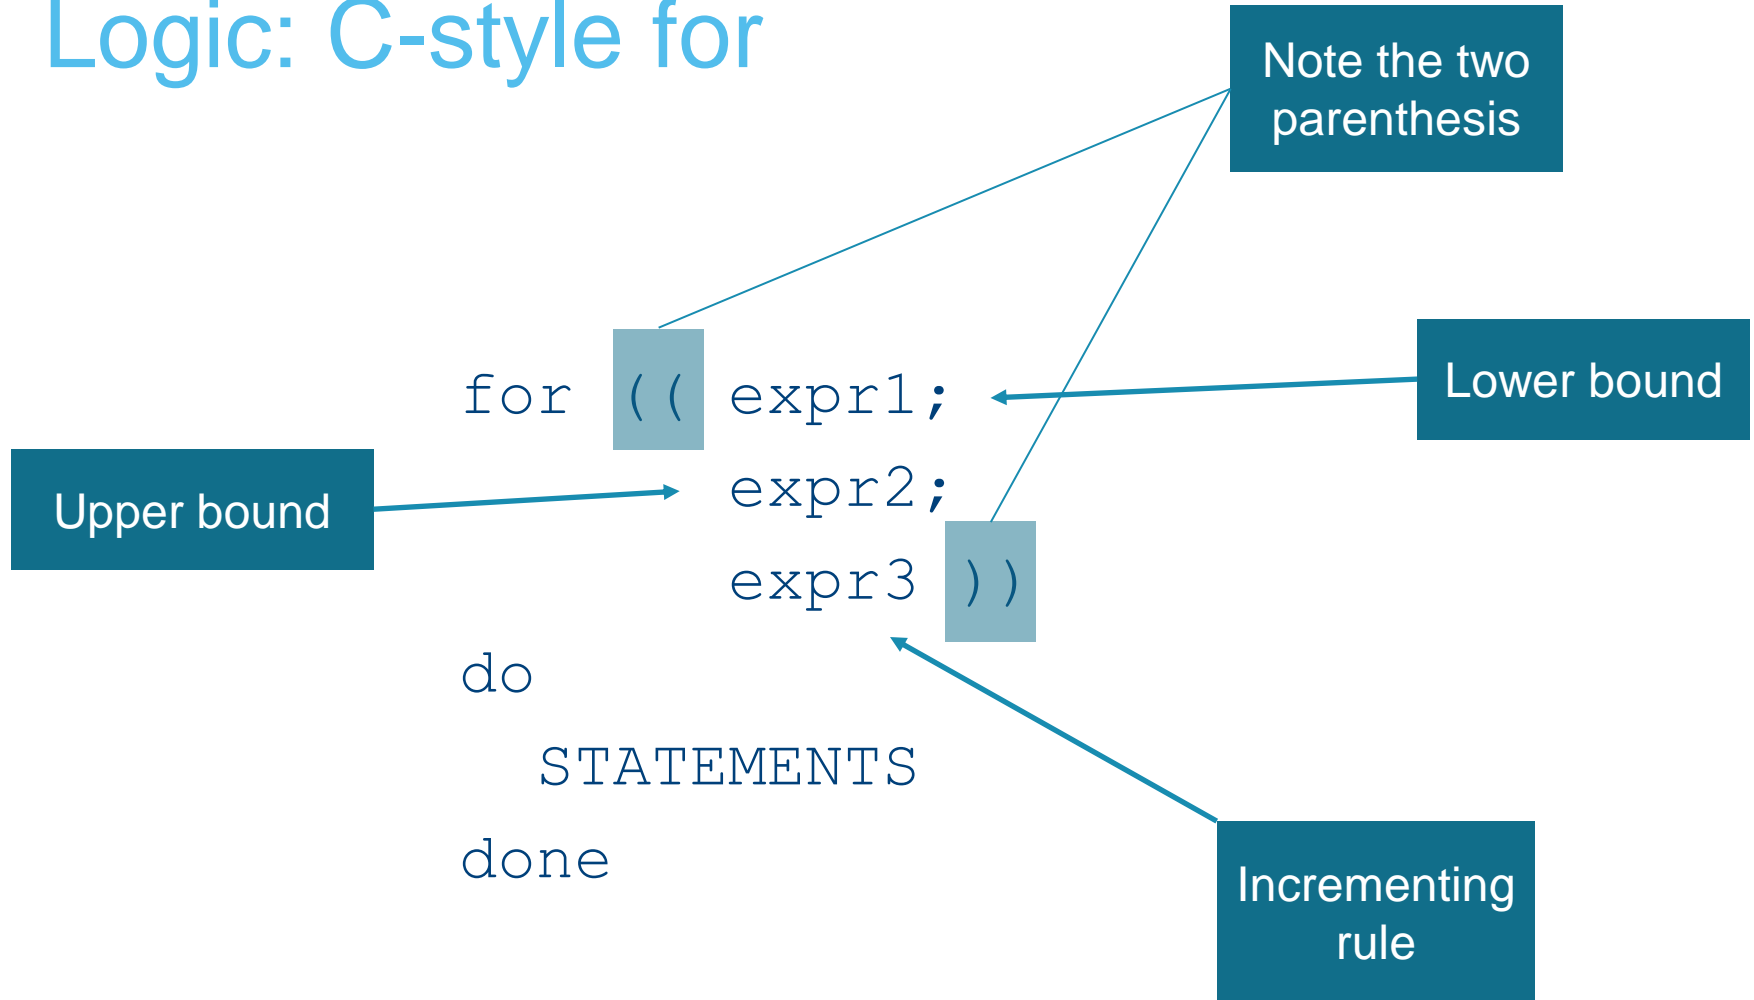 Logic: C-style for
Note the two
parenthesis
for (( expr1;
Lower bound
Upper bound
expr2;
expr3 ))
do
STATEMENTS
done
Incrementing
rule